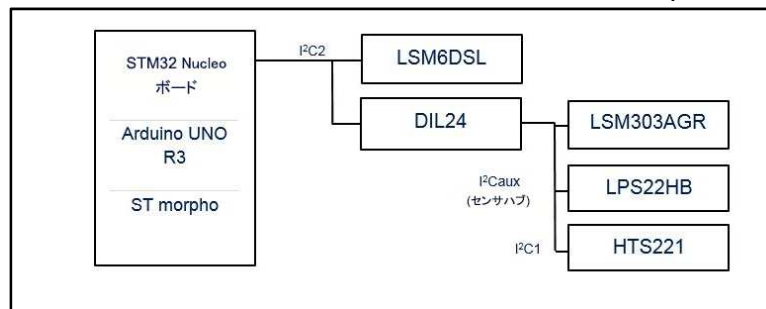 STM32 Nucleo
ボード
Arduino UNO
R3
ST morpho
I²C2
LSM6DSL
DIL24
LSM303AGR
I²Caux
(センサハブ)
LPS22HB
I²C1
HTS221